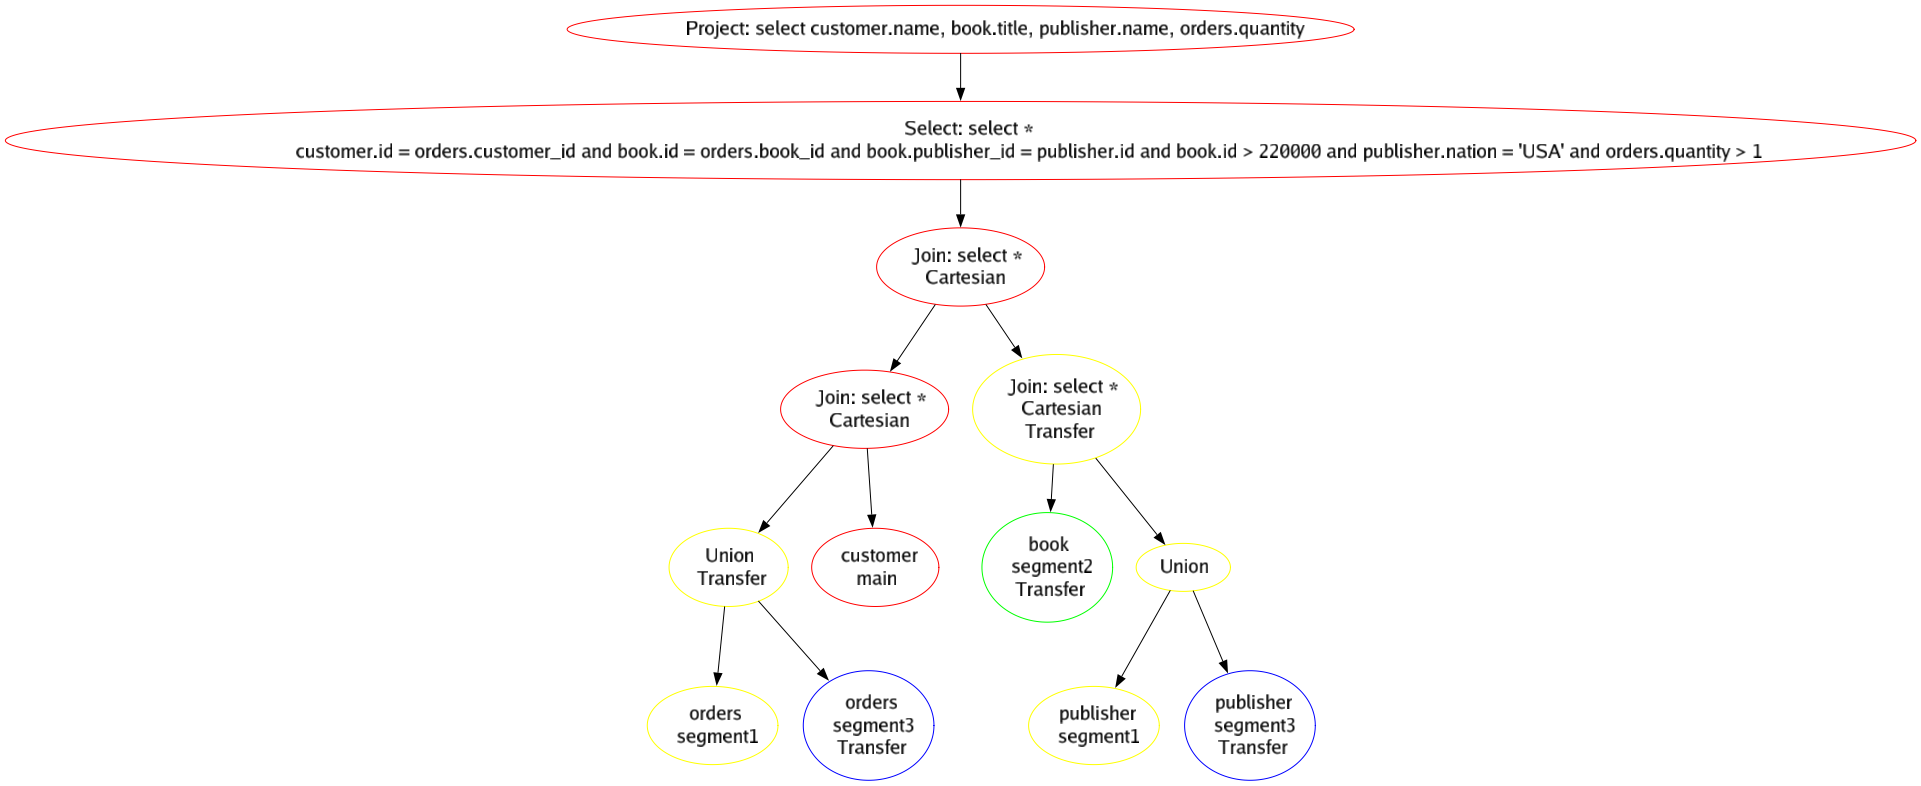 Project: select customer.name, book.title, publisher.name, orders.quantity
Select: select *
customer.id = orders.customer_id and book.id = orders.book_id and book.publisher_id = publisher.id and book.id > 220000 and publisher.nation = 'USA' and orders.quantity > 1
Join: select *
Cartesian
Join: select *
Cartesian
Join: select *
Cartesian
Transfer
Union
Transfer
customer
main
book
segment2
Transfer
Union
orders
segment1
orders
segment3
Transfer
publisher
segment1
publisher
segment3
Transfer